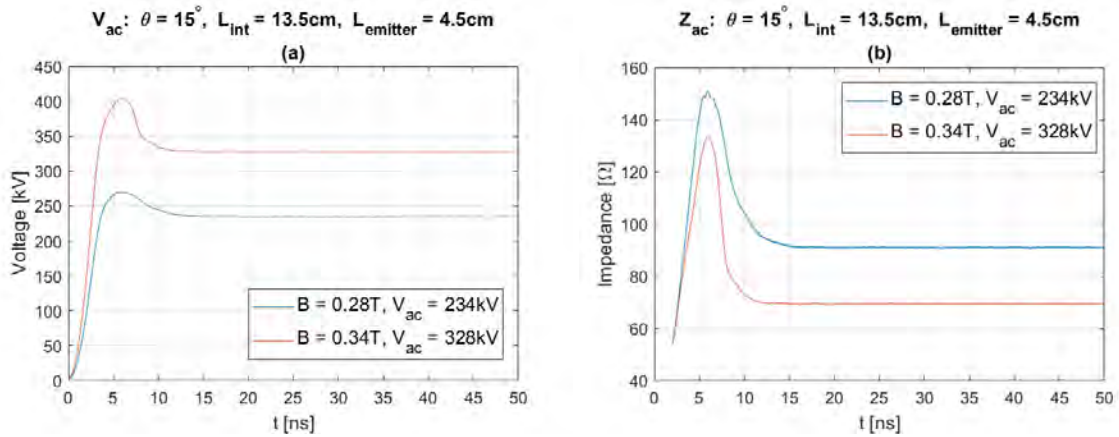 V_ac: θ = 15°, L_int = 13.5cm, L_emitter = 4.5cm
(a)
450
400
350
300
250
200
150
100
50
0
Voltage [kV]
B = 0.28T, V_ac = 234kV
B = 0.34T, V_ac = 328kV
0 5 10 15 20 25 30 35 40 45 50
t [ns]
Z_ac: θ = 15°, L_int = 13.5cm, L_emitter = 4.5cm
(b)
160
140
120
100
80
60
40
Impedance [Ω]
B = 0.28T, V_ac = 234kV
B = 0.34T, V_ac = 328kV
0 5 10 15 20 25 30 35 40 45 50
t [ns]